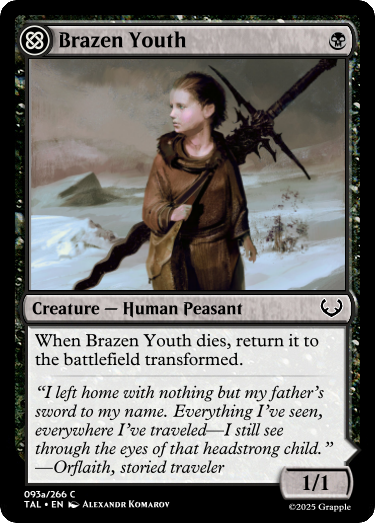 Brazen Youth
Creature — Human Peasant
When Brazen Youth dies, return it to
the battlefield transformed.
“I left home with nothing but my father’s
sword to my name. Everything I’ve seen,
everywhere I’ve traveled—I still see
through the eyes of that headstrong child.”
—Orflaith, storied traveler
1/1
093a/266 C
TAL • EN Alexandr Komarov
©2025 Grapple